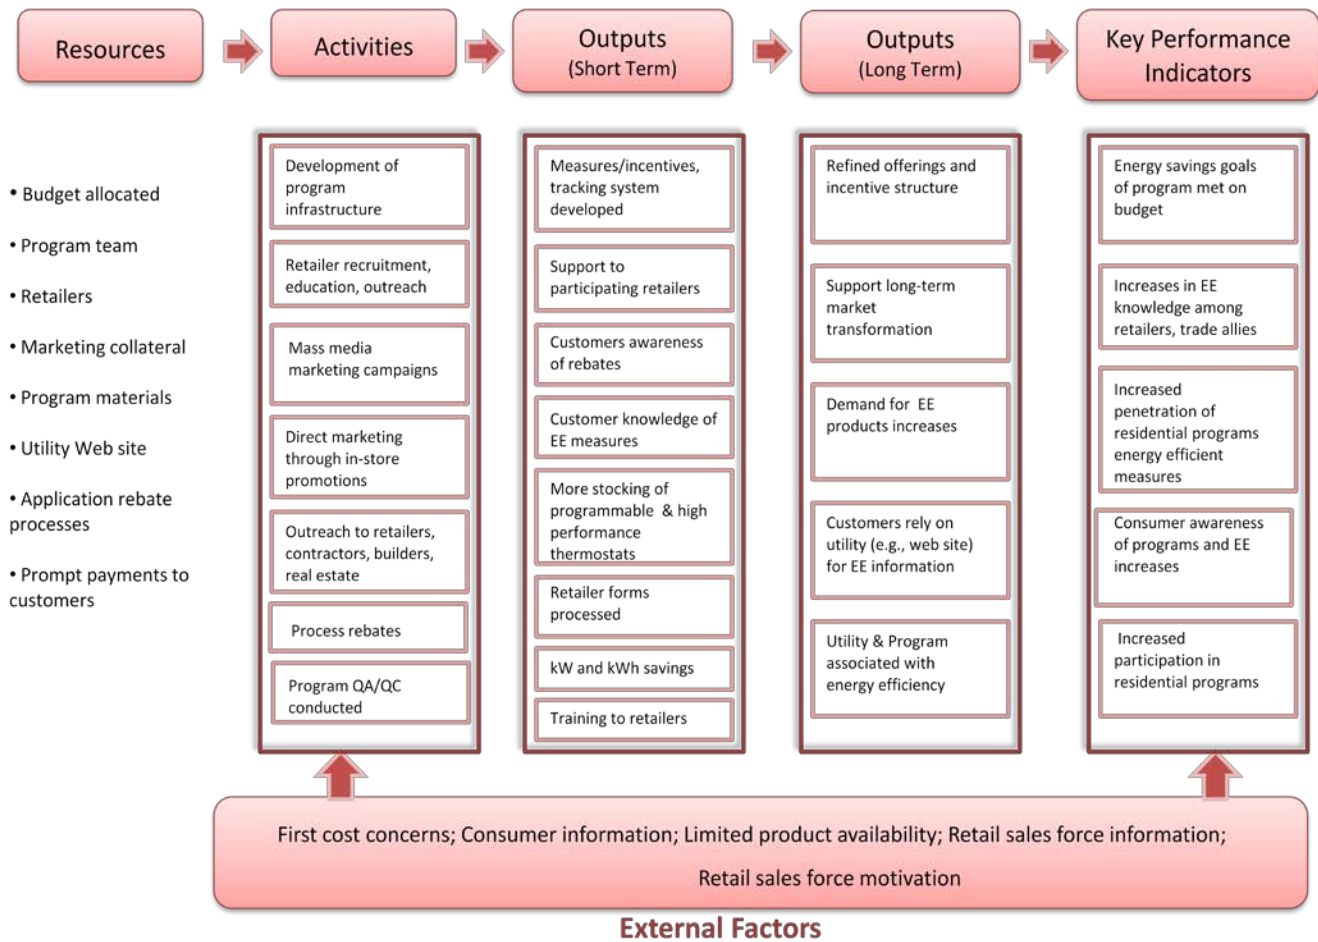 Resources
Activities
Outputs
(Short Term)
Outputs
(Long Term)
Key Performance
Indicators
• Budget allocated
• Program team
• Retailers
• Marketing collateral
• Program materials
• Utility Web site
• Application rebate
processes
• Prompt payments to
customers
Development of
program
infrastructure
Retailer recruitment,
education, outreach
Mass media
marketing campaigns
Direct marketing
through in-store
promotions
Outreach to retailers,
contractors, builders,
real estate
Process rebates
Program QA/QC
conducted
Measures/incentives,
tracking system
developed
Support to
participating retailers
Customers awareness
of rebates
Customer knowledge of
EE measures
More stocking of
programmable & high
performance
thermostats
Retailer forms
processed
kW and kWh savings
Training to retailers
Refined offerings and
incentive structure
Support long-term
market
transformation
Demand for EE
products increases
Customers rely on
utility (e.g., web site)
for EE information
Utility & Program
associated with
energy efficiency
Energy savings goals
of program met on
budget
Increases in EE
knowledge among
retailers, trade allies
Increased
penetration of
residential programs
energy efficient
measures
Consumer awareness
of programs and EE
increases
Increased
participation in
residential programs
First cost concerns; Consumer information; Limited product availability; Retail sales force information;
Retail sales force motivation
External Factors